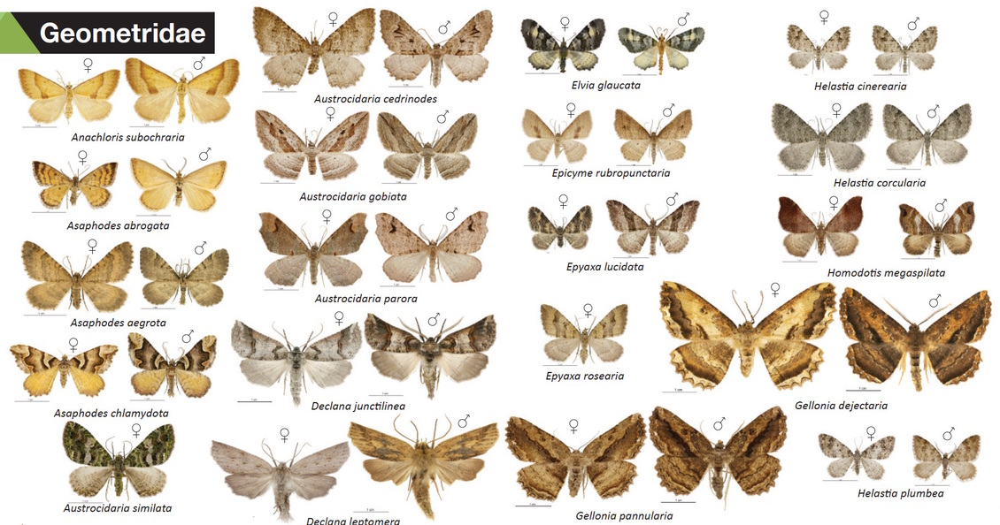 Geometridae
Anachloris subochraria
Asaphodes abrogata
Asaphodes aegrota
Asaphodes chlamydota
Austrocidaria similata
Austrocidaria cedrinodes
Austrocidaria gobiata
Austrocidaria parora
Declana junctilinea
Declana leptomera
Elvia glaucata
Epicyme rubropunctaria
Epyaxa lucidata
Epyaxa rosearia
Gellonia pannularia
Helastia cinerearia
Helastia corcularia
Homodotis megaspilata
Gellonia dejectaria
Helastia plumbea